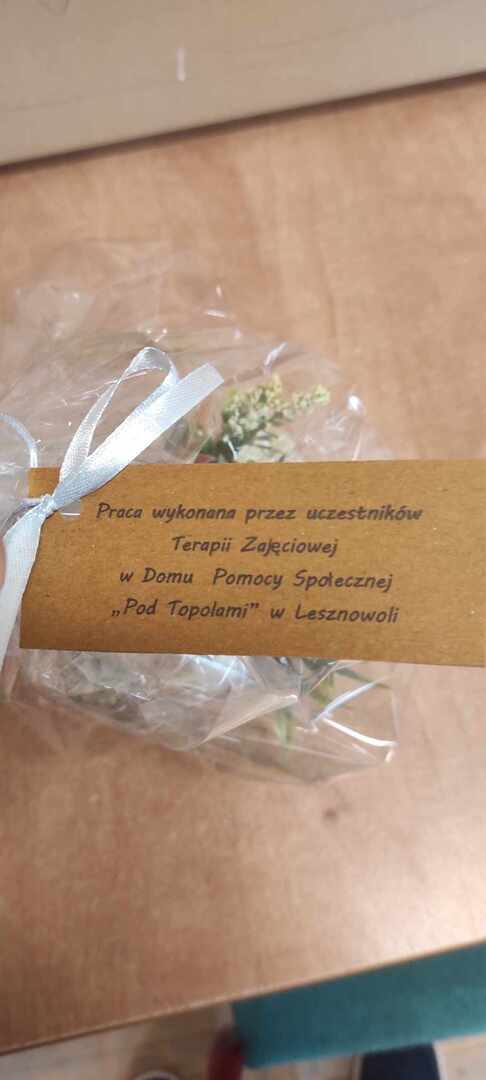 Praca wykonana przez uczestników
Terapii Zajęciowej
w Domu Pomocy Społecznej
„Pod Topolami” w Lesznowoli